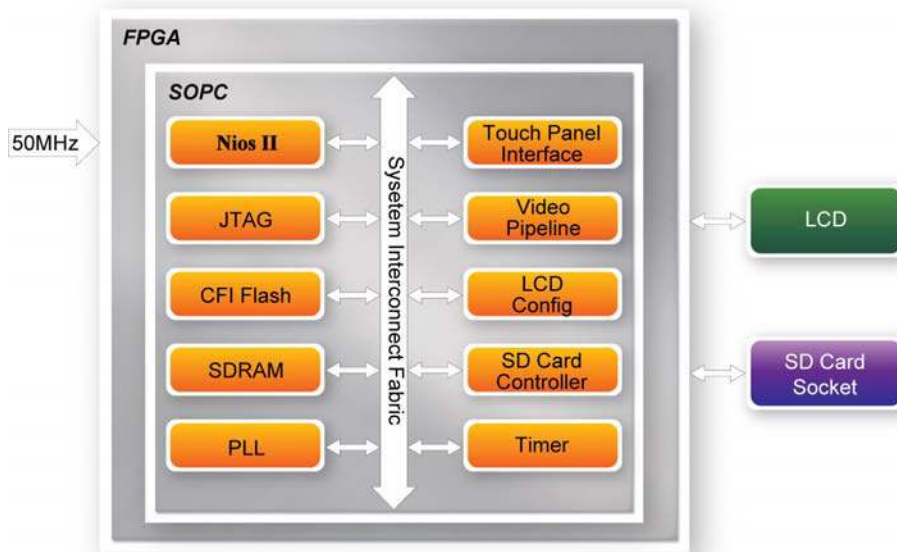 FPGA
SOPC
50MHz
Nios II
JTAG
CFI Flash
SDRAM
PLL
Sysetem Interconnect Fabric
Touch Panel
Interface
Video
Pipeline
LCD
Config
SD Card
Controller
Timer
LCD
SD Card
Socket